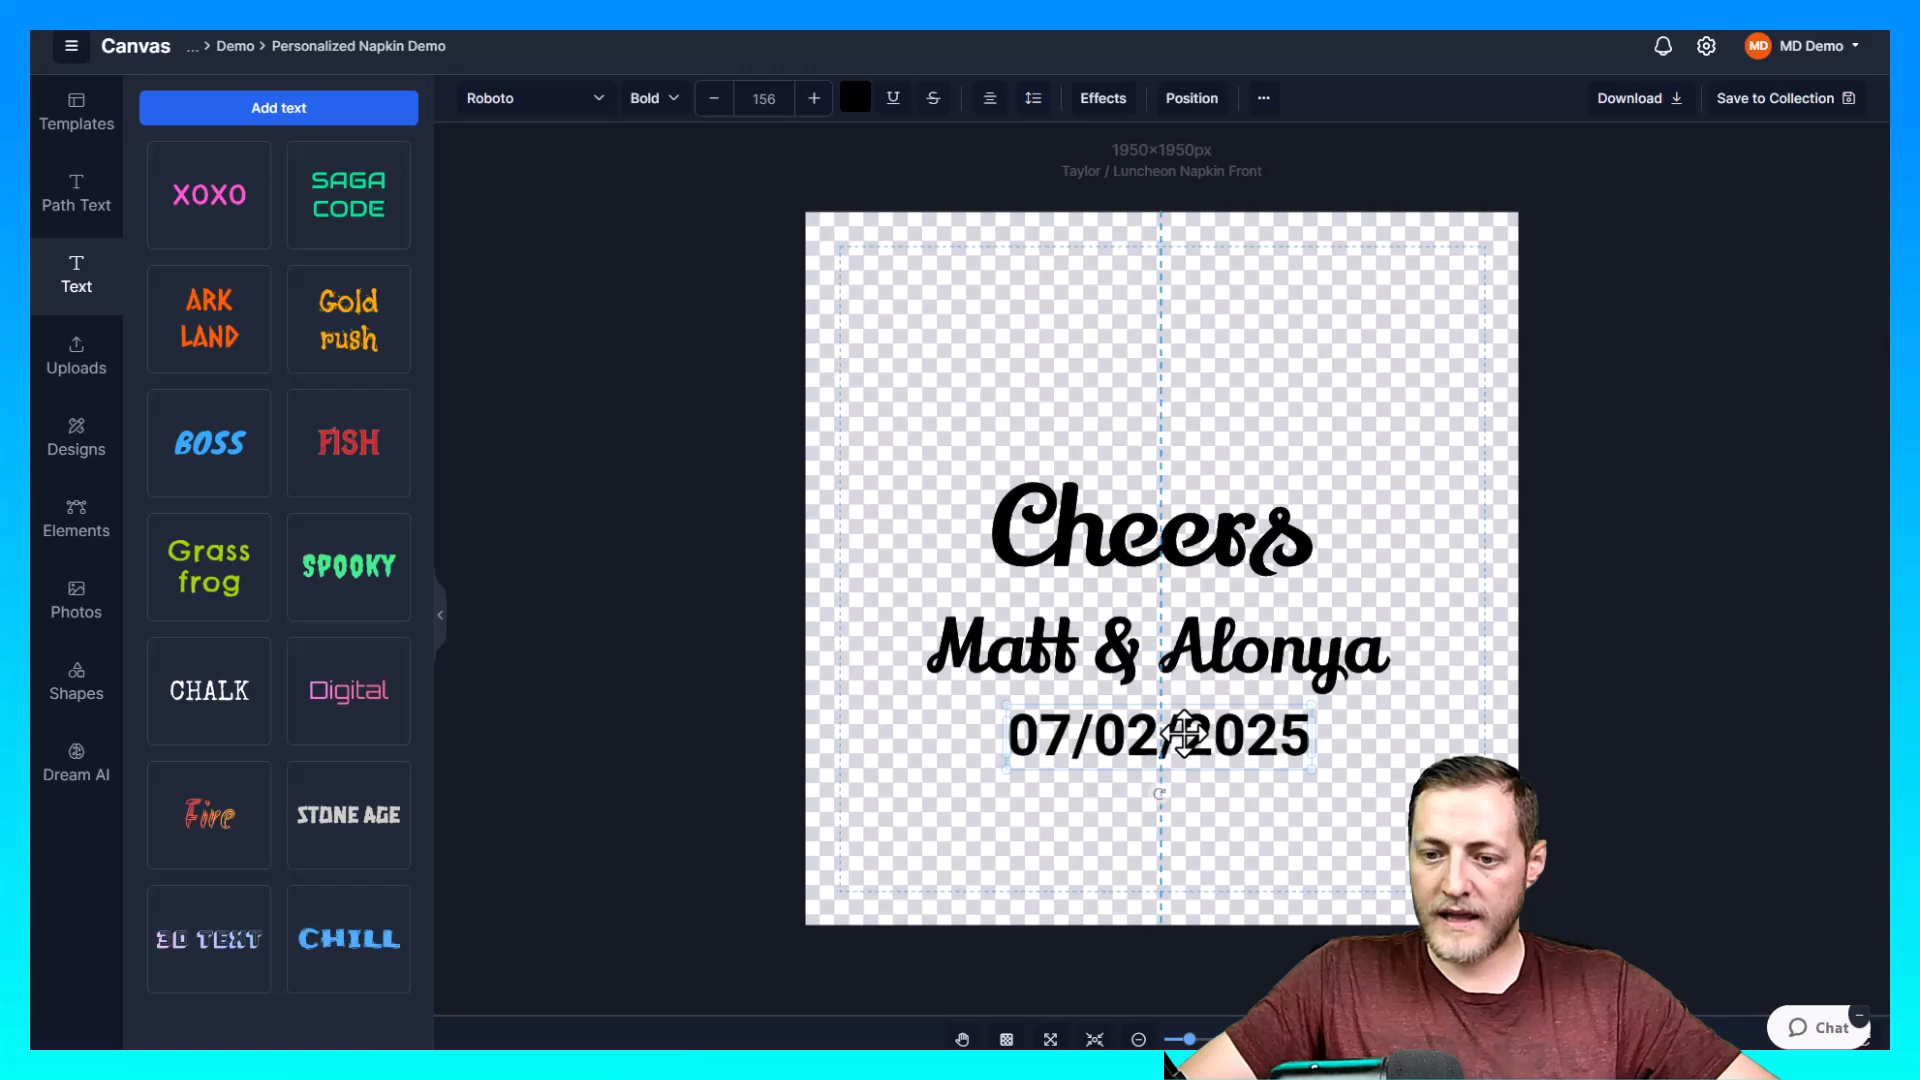 Canvas ... > Demo > Personalized Napkin Demo
MD MD Demo
Templates
Path Text
Text
Uploads
Designs
Elements
Photos
Shapes
Dream AI
Add text
XOXO
SAGA
CODE
ARK
LAND
Gold
rush
BOSS
FISH
Grass
frog
SPOOKY
CHALK
Digital
Fire
STONE AGE
3D TEXT
CHILL
Roboto Bold − 156 + U S Effects Position ... Download Save to Collection
1950×1950px
Taylor / Luncheon Napkin Front
Cheers
Matt & Alonya
07/02/2025
Chat